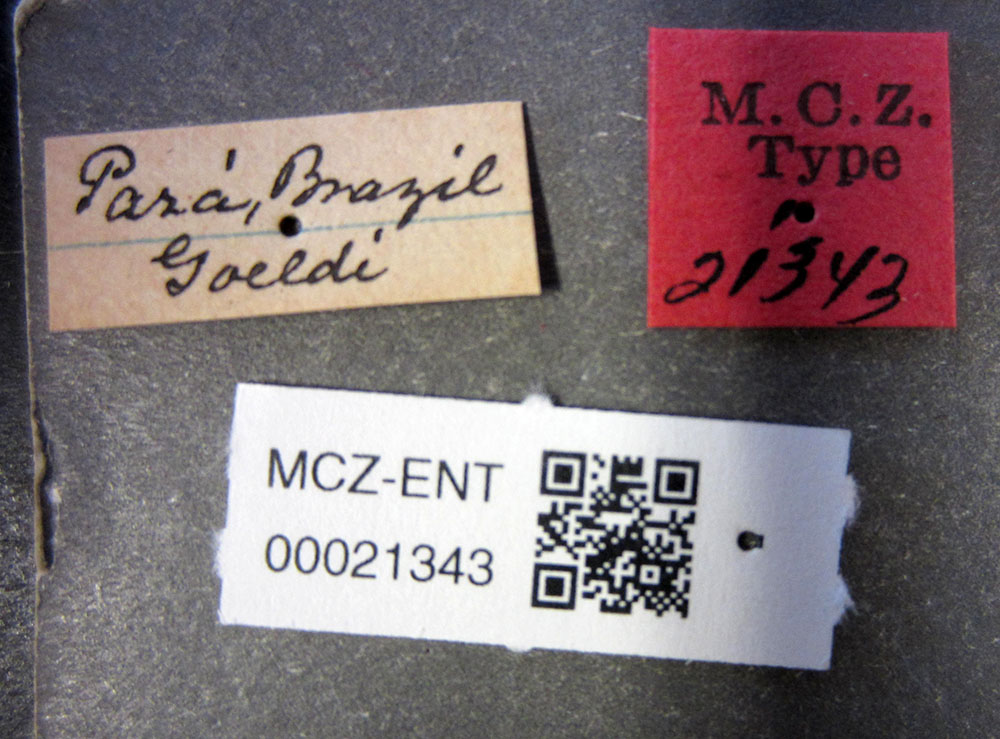 Pará, Brazil
Goeldi
M. C. Z.
Type
21343
MCZ-ENT
00021343